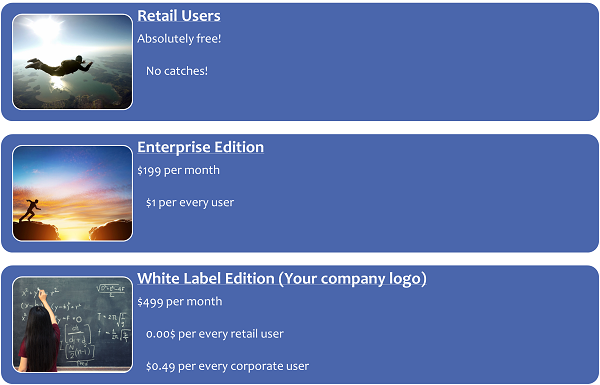 Retail Users
Absolutely free!
No catches!
Enterprise Edition
$199 per month
$1 per every user
White Label Edition (Your company logo)
$499 per month
0.00$ per every retail user
$0.49 per every corporate user